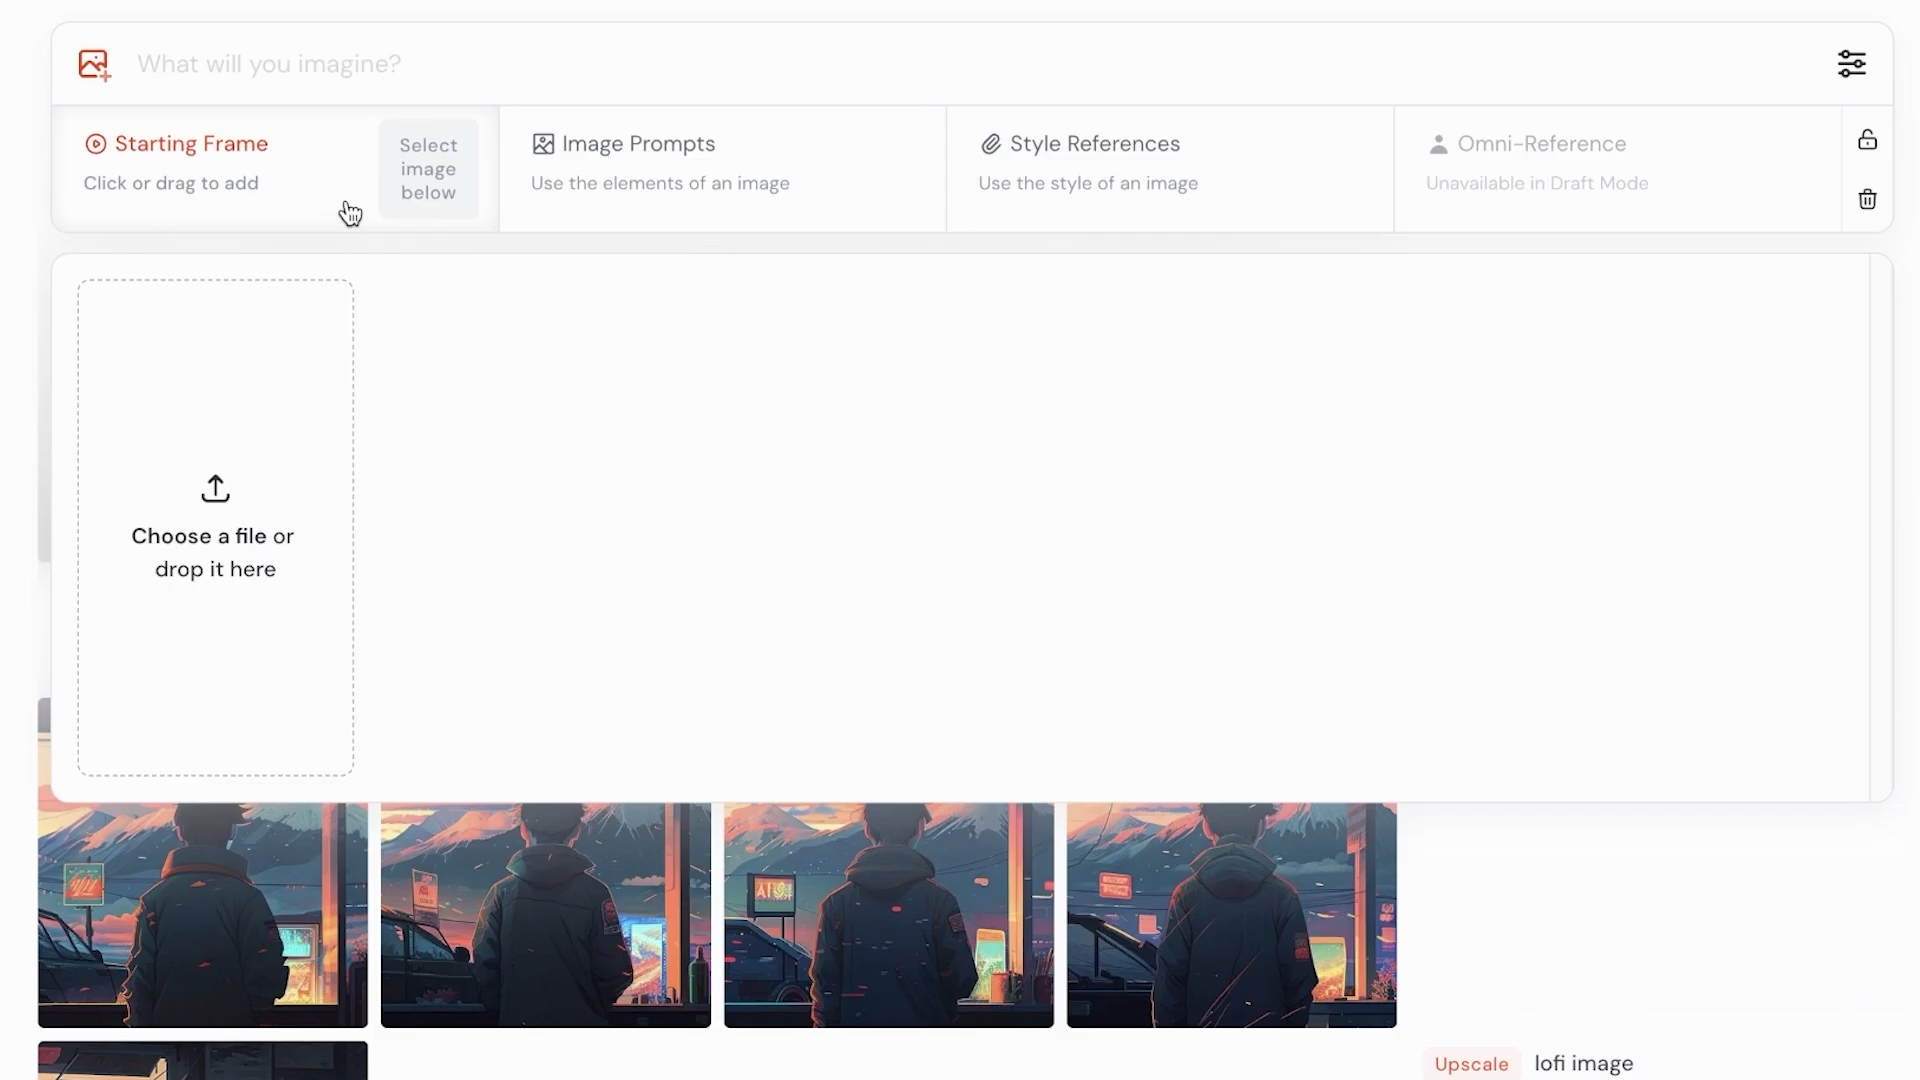 What will you imagine?
Starting Frame
Click or drag to add
Select
image
below
Image Prompts
Use the elements of an image
Style References
Use the style of an image
Omni-Reference
Unavailable in Draft Mode
Choose a file or
drop it here
Upscale lofi image